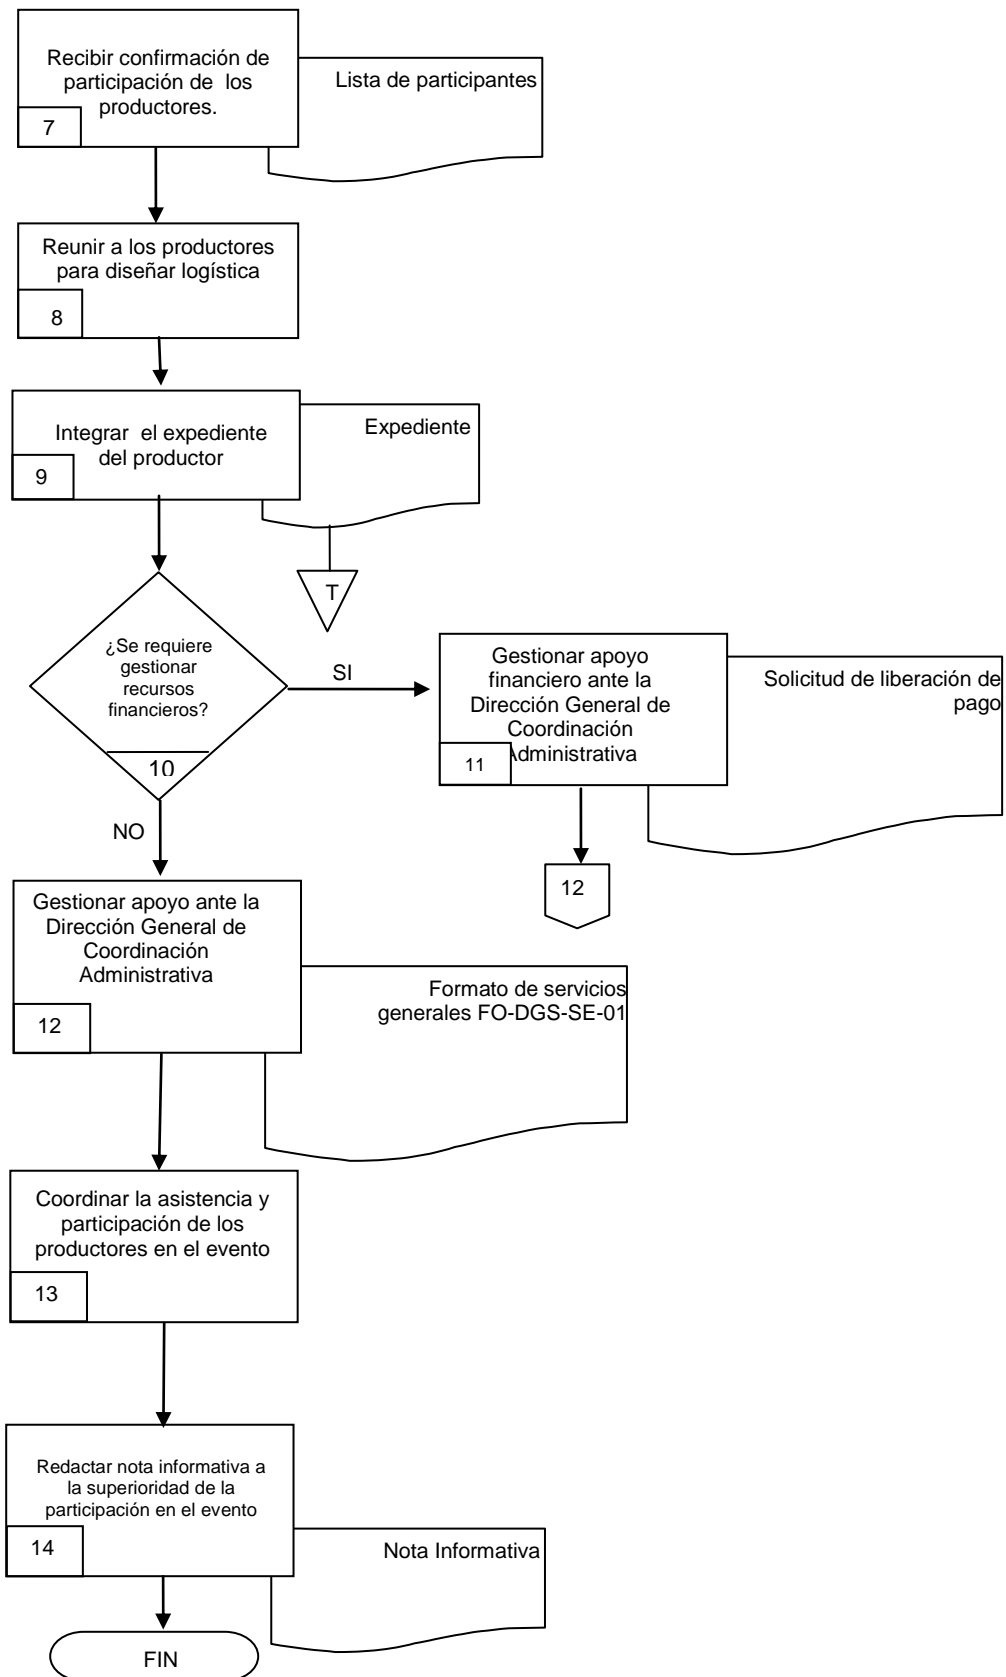 Recibir confirmación de
participación de los
productores.
7
Lista de participantes
Reunir a los productores
para diseñar logística
8
Integrar el expediente
del productor
9
Expediente
T
¿Se requiere
gestionar
recursos
financieros?
10
SI
NO
Gestionar apoyo
financiero ante la
Dirección General de
Coordinación
Administrativa
11
Solicitud de liberación de
pago
12
Gestionar apoyo ante la
Dirección General de
Coordinación
Administrativa
12
Formato de servicios
generales FO-DGS-SE-01
Coordinar la asistencia y
participación de los
productores en el evento
13
Redactar nota informativa a
la superioridad de la
participación en el evento
14
Nota Informativa
FIN